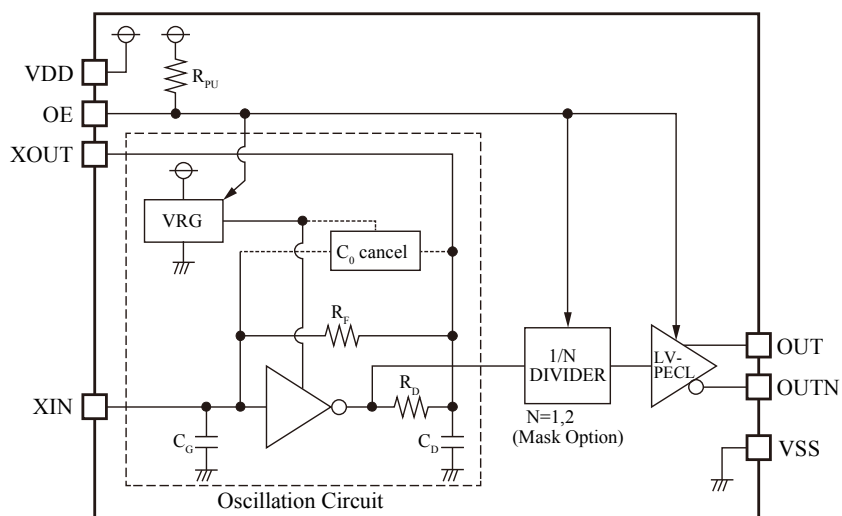 VDD
R_PU
OE
XOUT
VRG
C_0 cancel
R_F
1/N
DIVIDER
LV-
PECL
OUT
OUTN
XIN
R_D
N=1,2
(Mask Option)
C_G
C_D
VSS
Oscillation Circuit